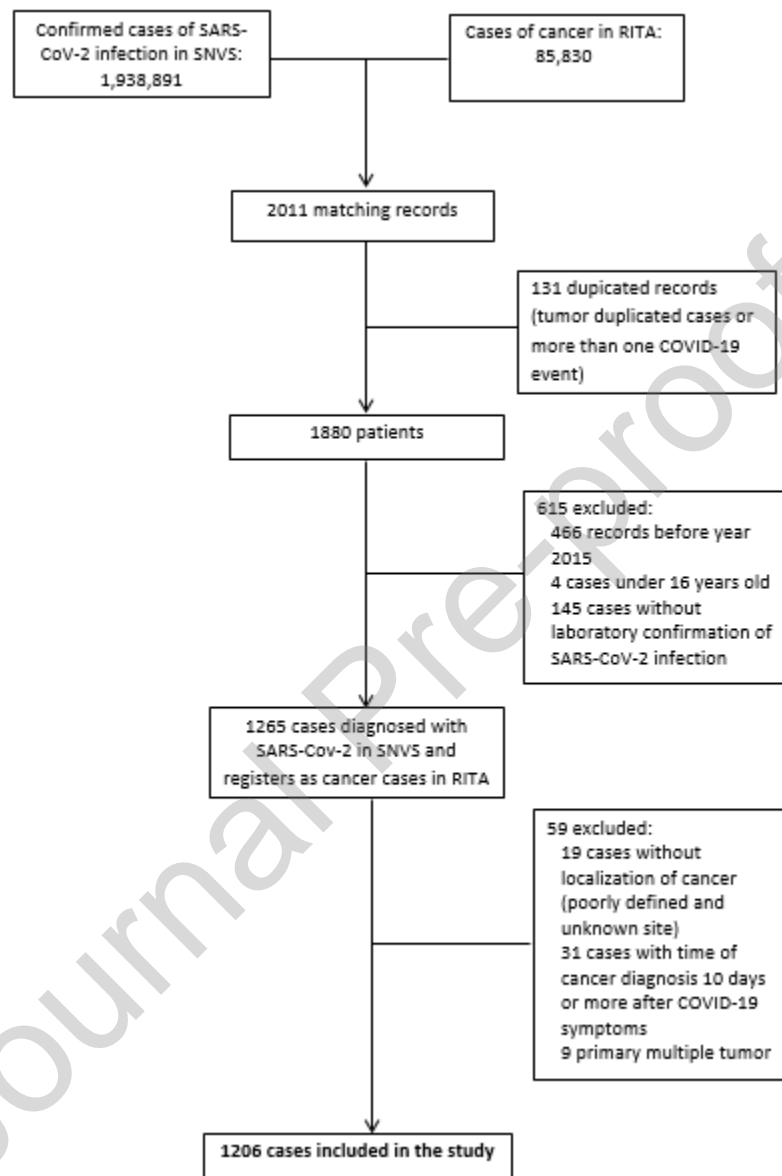 Confirmed cases of SARS-
CoV-2 infection in SNVS:
1,938,891
Cases of cancer in RITA:
85,830
2011 matching records
131 dupicated records
(tumor duplicated cases or
more than one COVID-19
event)
1880 patients
615 excluded:
466 records before year
2015
4 cases under 16 years old
145 cases without
laboratory confirmation of
SARS-CoV-2 infection
1265 cases diagnosed with
SARS-Cov-2 in SNVS and
registers as cancer cases in RITA
59 excluded:
19 cases without
localization of cancer
(poorly defined and
unknown site)
31 cases with time of
cancer diagnosis 10 days
or more after COVID-19
symptoms
9 primary multiple tumor
1206 cases included in the study
Journal Pre-proof